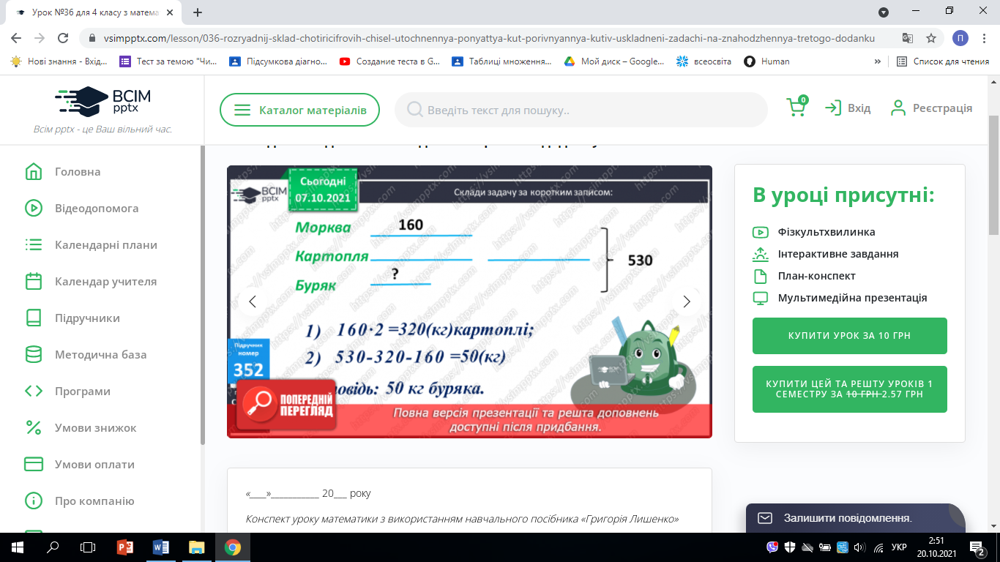 Урок №36 для 4 класу з матема
vsimpptx.com/lesson/036-rozryadnij-sklad-chotiricifrovih-chisel-utochnennya-ponyattya-kut-porivnyannya-kutiv-uskladneni-zadachi-na-znahodzhennya-tretogo-dodanku
П
Нові знання - Вхід...
Тест за темою "Чи...
Підсумкова діагно...
Создание теста в G...
Таблиці множення...
Мой диск – Google...
всеосвіта
Human
»
Список для чтения
ВСІМ
pptx
Всім pptx - це Ваш вільний час.
Каталог матеріалів
Введіть текст для пошуку..
0
Вхід
Реєстрація
Головна
Відеодопомога
Календарні плани
Календар учителя
Підручники
Методична база
Програми
Умови знижок
Умови оплати
Про компанію
ВСІМ
pptx
Сьогодні
07.10.2021
Склади задачу за коротким записом:
Морква 160
Картопля
530
Буряк ?
1) 160·2 =320(кг)картоплі;
2) 530-320-160 =50(кг)
Підручник
номер
352
повідь: 50 кг буряка.
ПОПЕРЕДНІЙ
ПЕРЕГЛЯД
Повна версія презентації та решта доповнень
доступні після придбання.
https://vsimpptx.com
В уроці присутні:
Фізкультхвилинка
Інтерактивне завдання
План-конспект
Мультимедійна презентація
КУПИТИ УРОК ЗА 10 ГРН
КУПИТИ ЦЕЙ ТА РЕШТУ УРОКІВ 1
СЕМЕСТРУ ЗА 10 ГРН 2.57 ГРН
«___»__________ 20___ року
Конспект уроку математики з використанням навчального посібника «Григорія Лишенко»
Залишити повідомлення.
УКР
2:51
20.10.2021
2